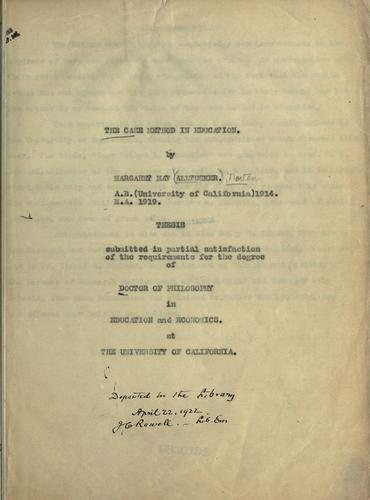 THE CASE METHOD IN EDUCATION.
by
MARGARET MAY (ALLTUCKER.) Norton
A.B.(University of California)1914.
M.A. 1919.
THESIS
submitted in partial satisfaction
of the requirements for the degree
of
DOCTOR OF PHILOSOPHY
in
EDUCATION and ECONOMICS.
at
THE UNIVERSITY OF CALIFORNIA.
Deposited in the Library
April 22, 1922.
J C Rowell — Lib.